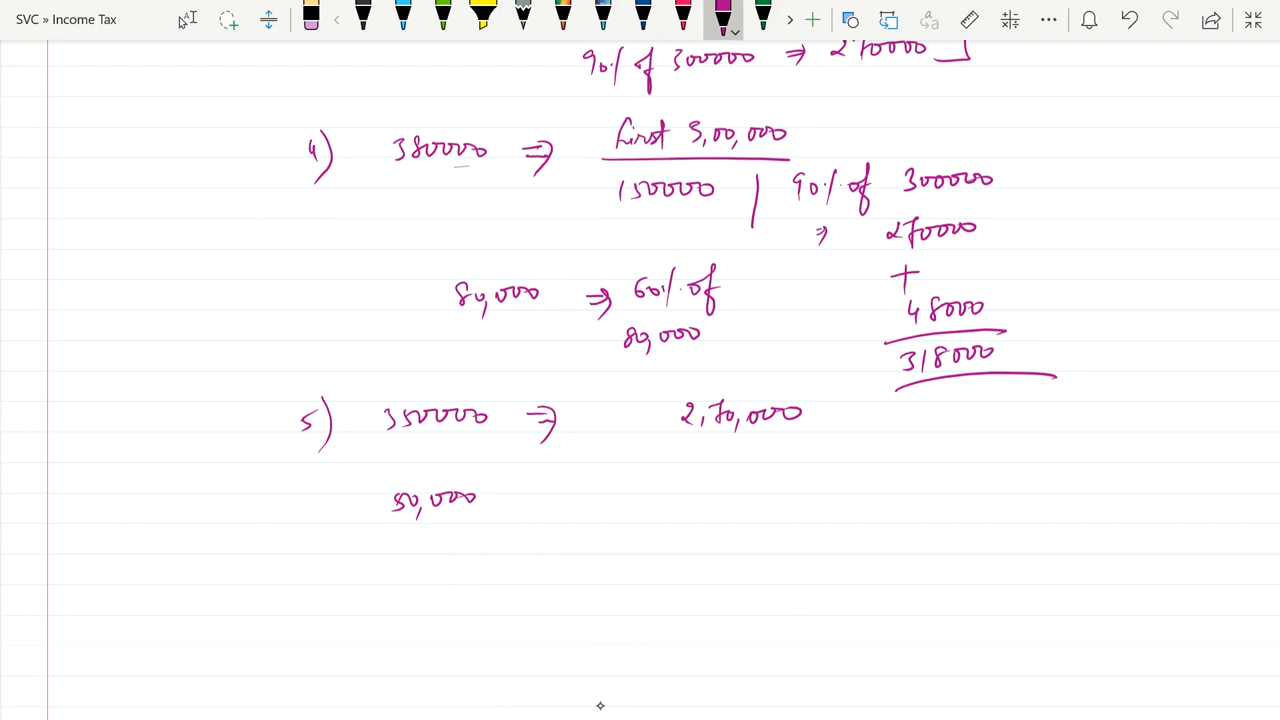 SVC » Income Tax
90% of 300000 ⇒ 270000
4) 380000 ⇒ first 3,00,000
150000 | 90% of 300000
⇒ 270000
+
80,000 ⇒ 60% of
48000
80,000
318000
5) 350000 ⇒ 2,70,000
50,000